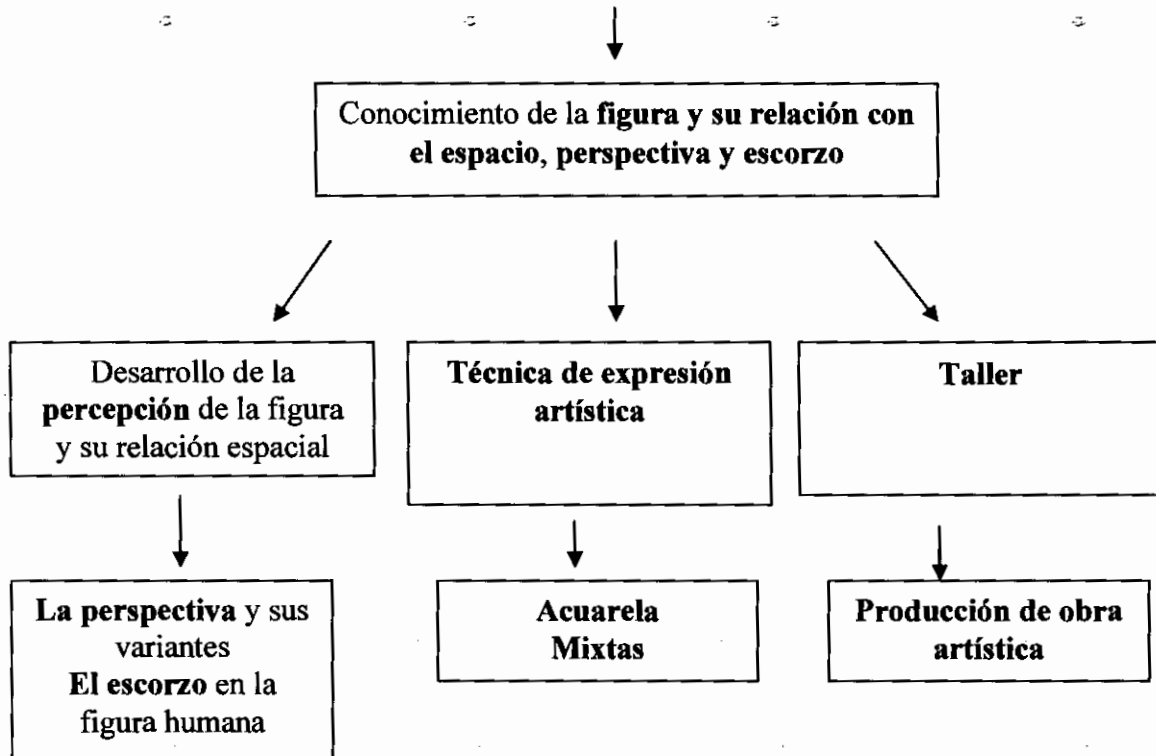 Conocimiento de la figura y su relación con
el espacio, perspectiva y escorzo
Desarrollo de la
percepción de la figura
y su relación espacial
Técnica de expresión
artística
Taller
La perspectiva y sus
variantes
El escorzo en la
figura humana
Acuarela
Mixtas
Producción de obra
artística